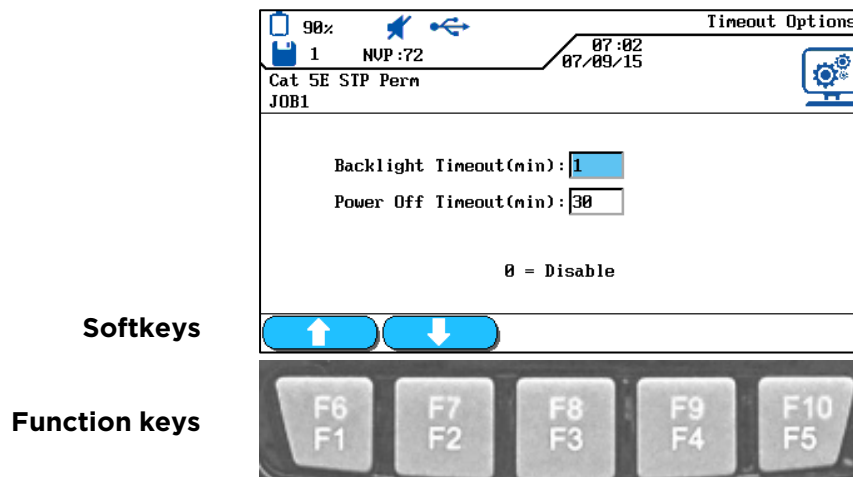 90% Timeout Options
1 NVP:72 07:02
07/09/15
Cat 5E STP Perm
JOB1
Backlight Timeout(min): 1
Power Off Timeout(min): 30
0 = Disable
Softkeys
Function keys
F6 F7 F8 F9 F10
F1 F2 F3 F4 F5